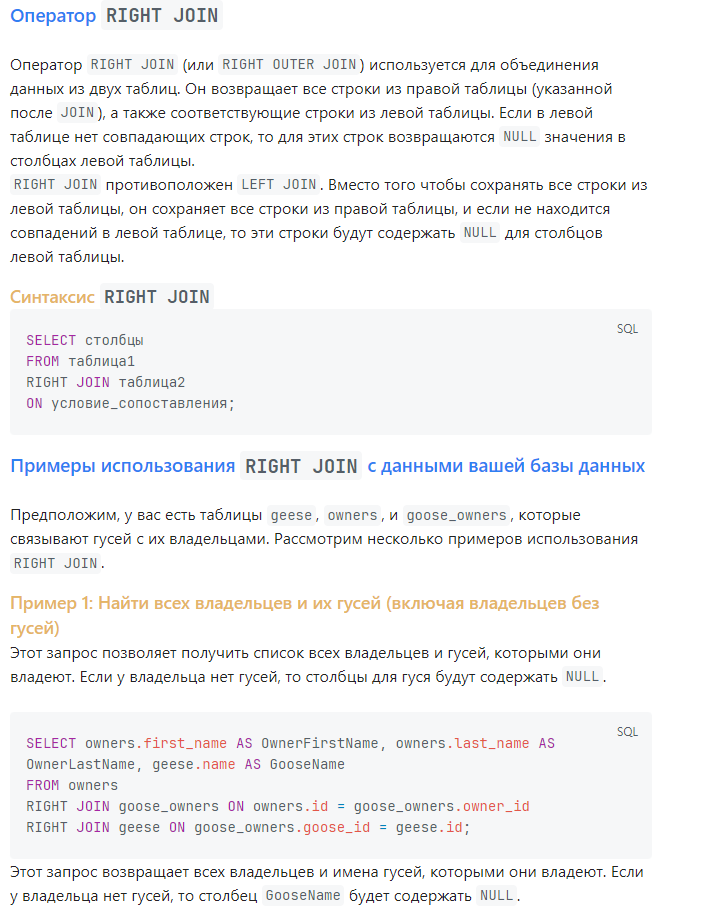 Оператор RIGHT JOIN
Оператор RIGHT JOIN (или RIGHT OUTER JOIN) используется для объединения
данных из двух таблиц. Он возвращает все строки из правой таблицы (указанной
после JOIN), а также соответствующие строки из левой таблицы. Если в левой
таблице нет совпадающих строк, то для этих строк возвращаются NULL значения в
столбцах левой таблицы.
RIGHT JOIN противоположен LEFT JOIN. Вместо того чтобы сохранять все строки из
левой таблицы, он сохраняет все строки из правой таблицы, и если не находится
совпадений в левой таблице, то эти строки будут содержать NULL для столбцов
левой таблицы.
Синтаксис RIGHT JOIN
SQL
SELECT столбцы
FROM таблица1
RIGHT JOIN таблица2
ON условие_сопоставления;
Примеры использования RIGHT JOIN с данными вашей базы данных
Предположим, у вас есть таблицы geese, owners, и goose_owners, которые
связывают гусей с их владельцами. Рассмотрим несколько примеров использования
RIGHT JOIN.
Пример 1: Найти всех владельцев и их гусей (включая владельцев без
гусей)
Этот запрос позволяет получить список всех владельцев и гусей, которыми они
владеют. Если у владельца нет гусей, то столбцы для гуся будут содержать NULL.
SQL
SELECT owners.first_name AS OwnerFirstName, owners.last_name AS
OwnerLastName, geese.name AS GooseName
FROM owners
RIGHT JOIN goose_owners ON owners.id = goose_owners.owner_id
RIGHT JOIN geese ON goose_owners.goose_id = geese.id;
Этот запрос возвращает всех владельцев и имена гусей, которыми они владеют. Если
у владельца нет гусей, то столбец GooseName будет содержать NULL.